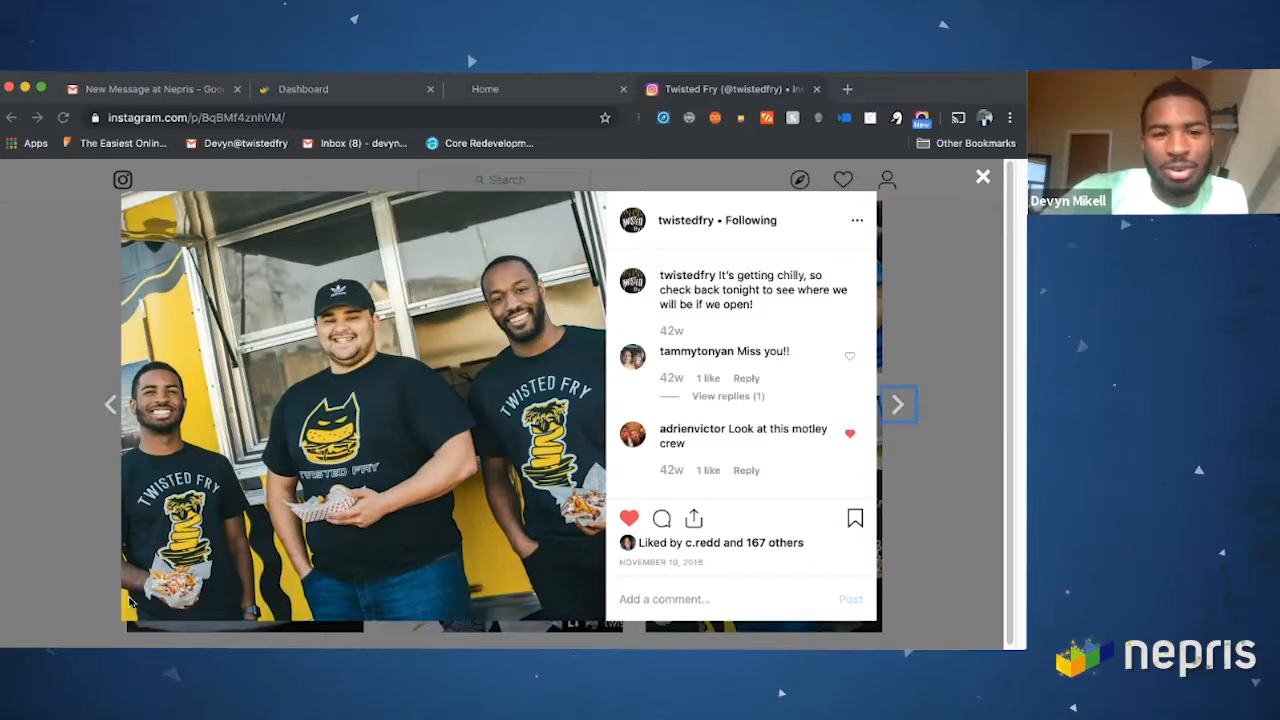 New Message at Nepris - Goo
Dashboard
Home
Twisted Fry (@twistedfry) • Ins
instagram.com/p/BqBMf4znhVM/
New
Apps
The Easiest Onlin...
Devyn@twistedfry
Inbox (8) - devyn...
Core Redevelopm...
Other Bookmarks
Search
Devyn Mikell
twistedfry • Following
twistedfry It's getting chilly, so
check back tonight to see where we
will be if we open!
42w
tammytonyan Miss you!!
42w 1 like Reply
View replies (1)
adrienvictor Look at this motley
crew
42w 1 like Reply
Liked by c.redd and 167 others
NOVEMBER 10, 2018
Add a comment...
Post
TWISTED FRY
TWISTED FRY
TWISTED FRY
nepris